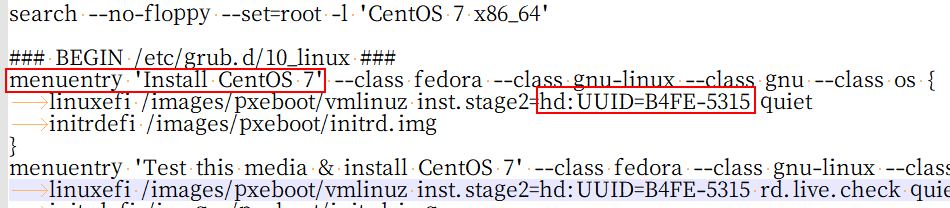 search --no-floppy --set=root -l 'CentOS 7 x86_64'
### BEGIN /etc/grub.d/10_linux ###
menuentry 'Install CentOS 7' --class fedora --class gnu-linux --class gnu --class os {
linuxefi /images/pxeboot/vmlinuz inst.stage2=hd:UUID=B4FE-5315 quiet
initrdefi /images/pxeboot/initrd.img
}
menuentry 'Test this media & install CentOS 7' --class fedora --class gnu-linux --clas
linuxefi /images/pxeboot/vmlinuz inst.stage2=hd:UUID=B4FE-5315 rd.live.check quie